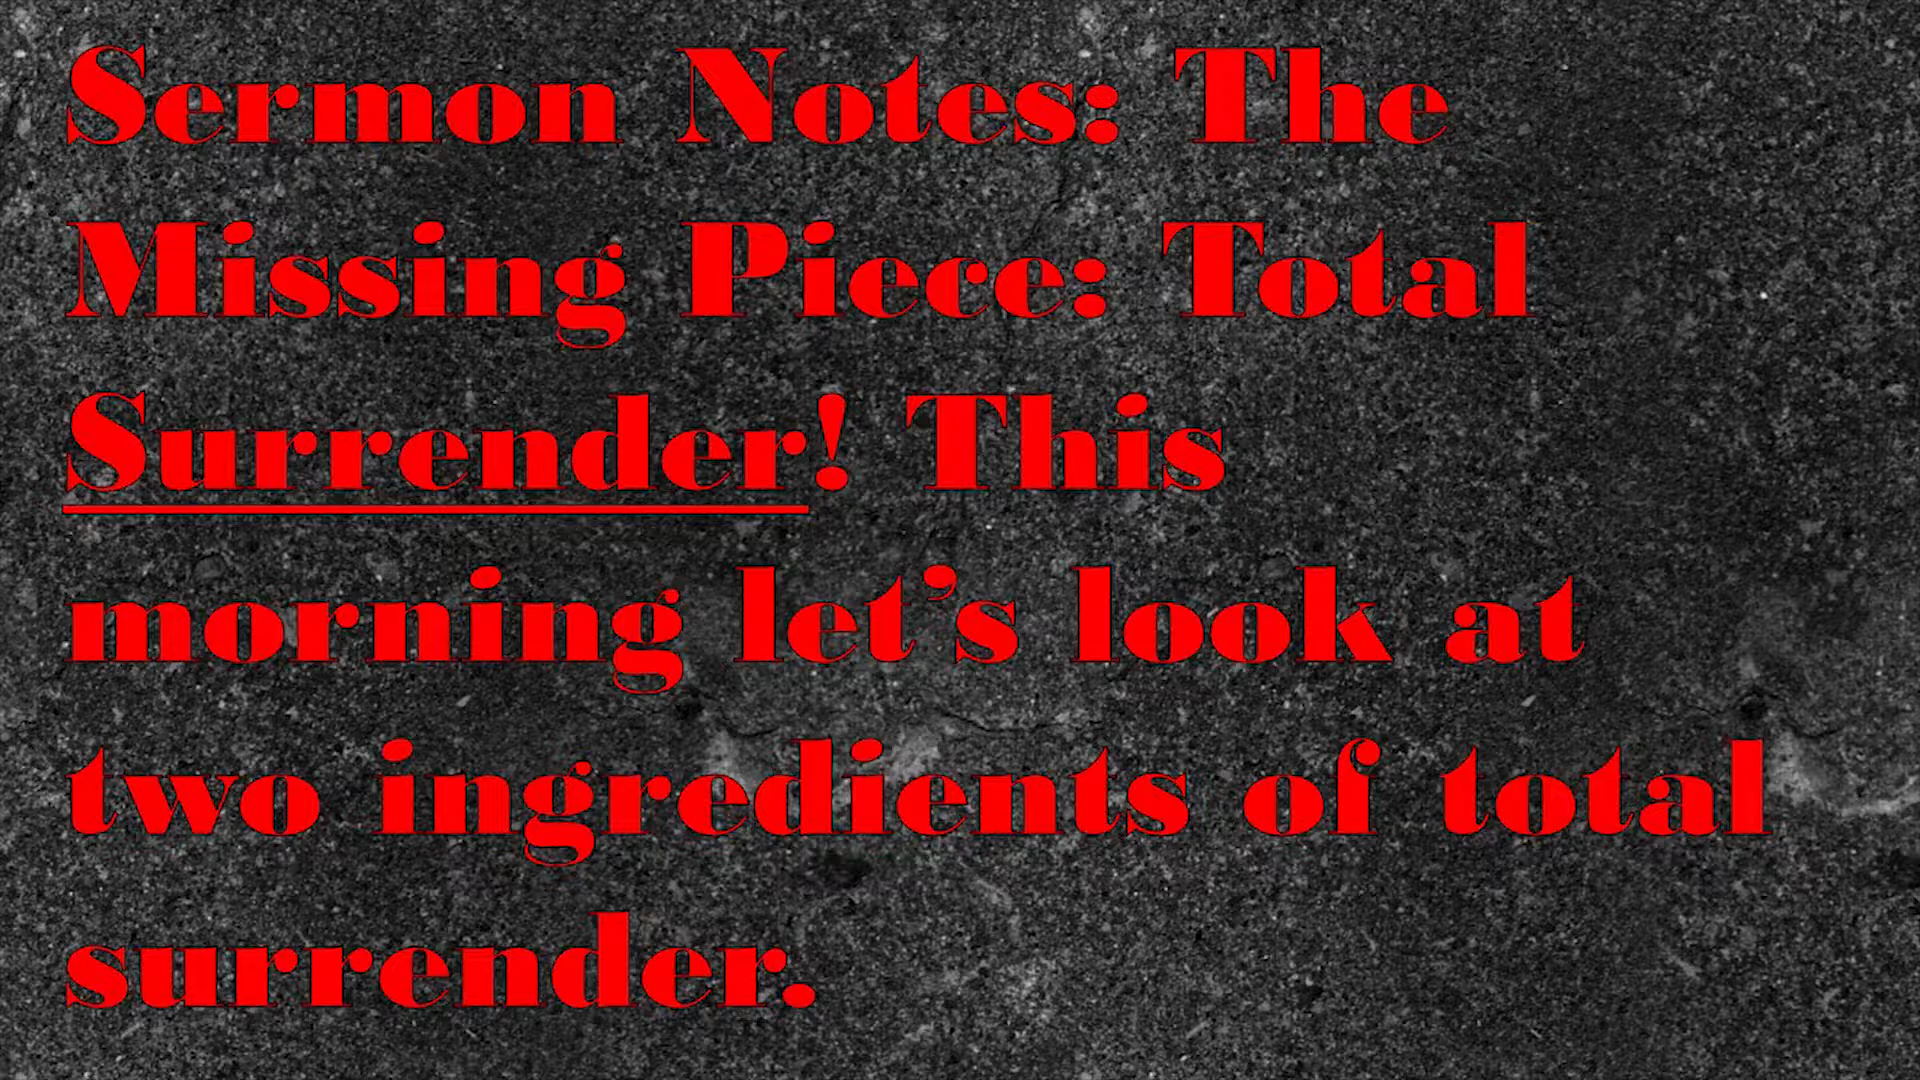 Sermon Notes: The
Missing Piece: Total
Surrender! This
morning let’s look at
two ingredients of total
surrender.